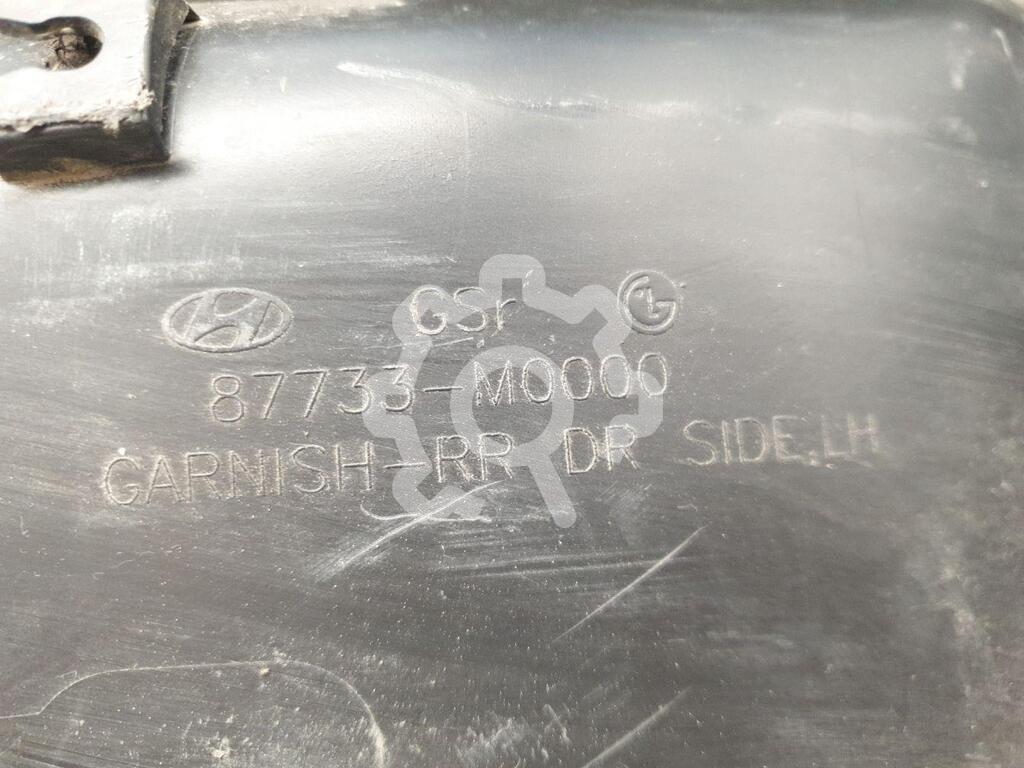 GSr
87733-M0000
GARNISH-RR DR SIDE,LH